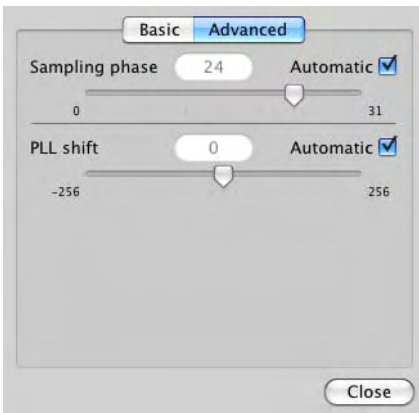 Basic Advanced
Sampling phase 24 Automatic
0 31
PLL shift 0 Automatic
-256 256
Close